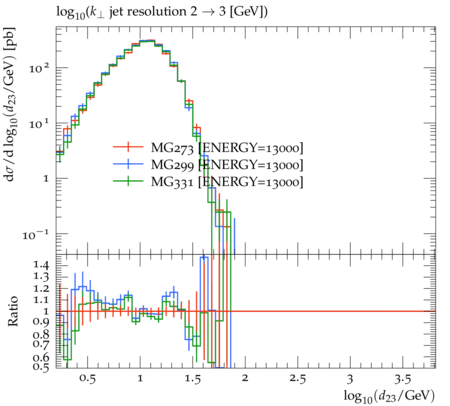 log₁₀(k⊥ jet resolution 2 → 3 [GeV])
dσ/d log₁₀(d₂₃/GeV) [pb]
10²
10¹
1
10⁻¹
MG273 [ENERGY=13000]
MG299 [ENERGY=13000]
MG331 [ENERGY=13000]
Ratio
1.4
1.3
1.2
1.1
1
0.9
0.8
0.7
0.6
0.5
0.5 1 1.5 2 2.5 3 3.5
log₁₀(d₂₃/GeV)